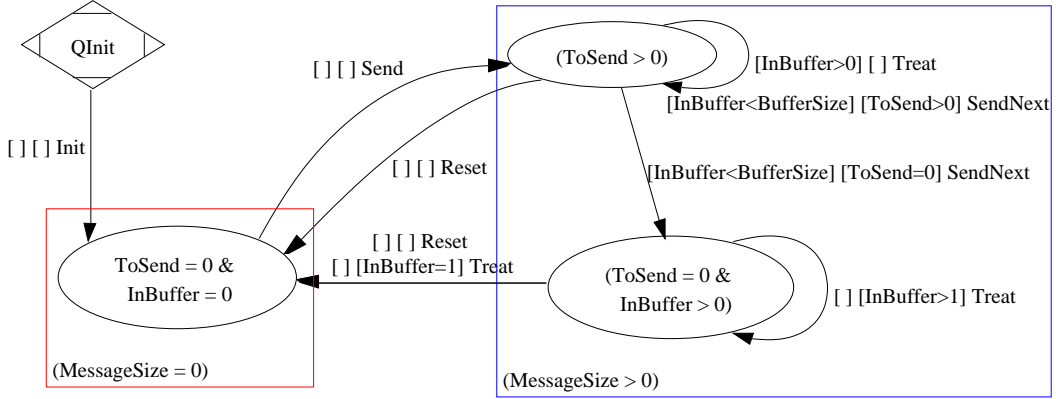 QInit
(ToSend > 0)
[ ] [ ] Send
[InBuffer>0] [ ] Treat
[InBuffer<BufferSize] [ToSend>0] SendNext
[ ] [ ] Init
[ ] [ ] Reset
[InBuffer<BufferSize] [ToSend=0] SendNext
[ ] [ ] Reset
[ ] [InBuffer=1] Treat
ToSend = 0 &
InBuffer = 0
(ToSend = 0 &
InBuffer > 0)
[ ] [InBuffer>1] Treat
(MessageSize = 0)
(MessageSize > 0)